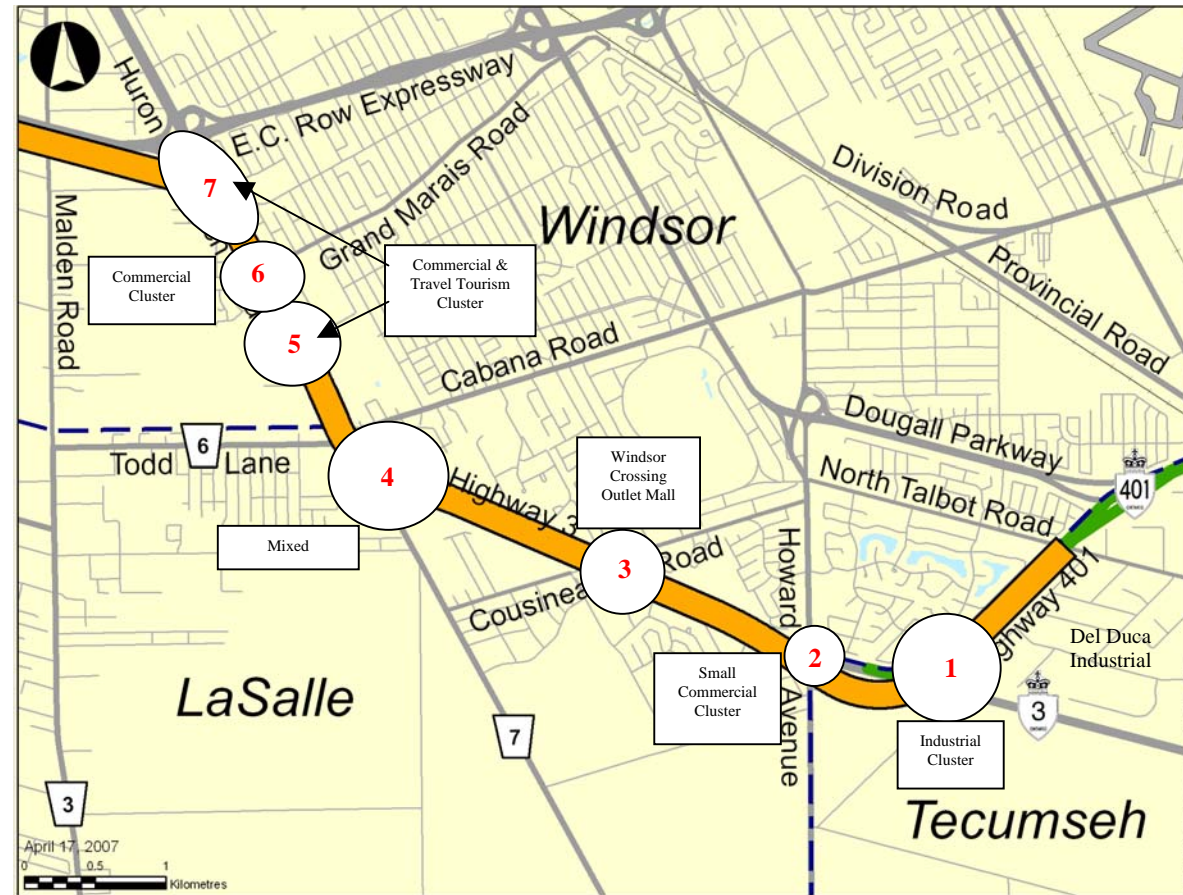 Huron
E.C. Row Expressway
Grand Marais Road
Division Road
Provincial Road
Windsor
Malden Road
7
6
5
Commercial
Cluster
Commercial &
Travel Tourism
Cluster
Cabana Road
Dougall Parkway
North Talbot Road
401
6
Todd Lane
4
Mixed
Highway 3
Windsor
Crossing
Outlet Mall
3
Road
Howard Avenue
2
Small
Commercial
Cluster
1
Industrial
Cluster
401
Del Duca
Industrial
3
LaSalle
7
3
Tecumseh
April 17, 2007
0 0.5 1
Kilometres